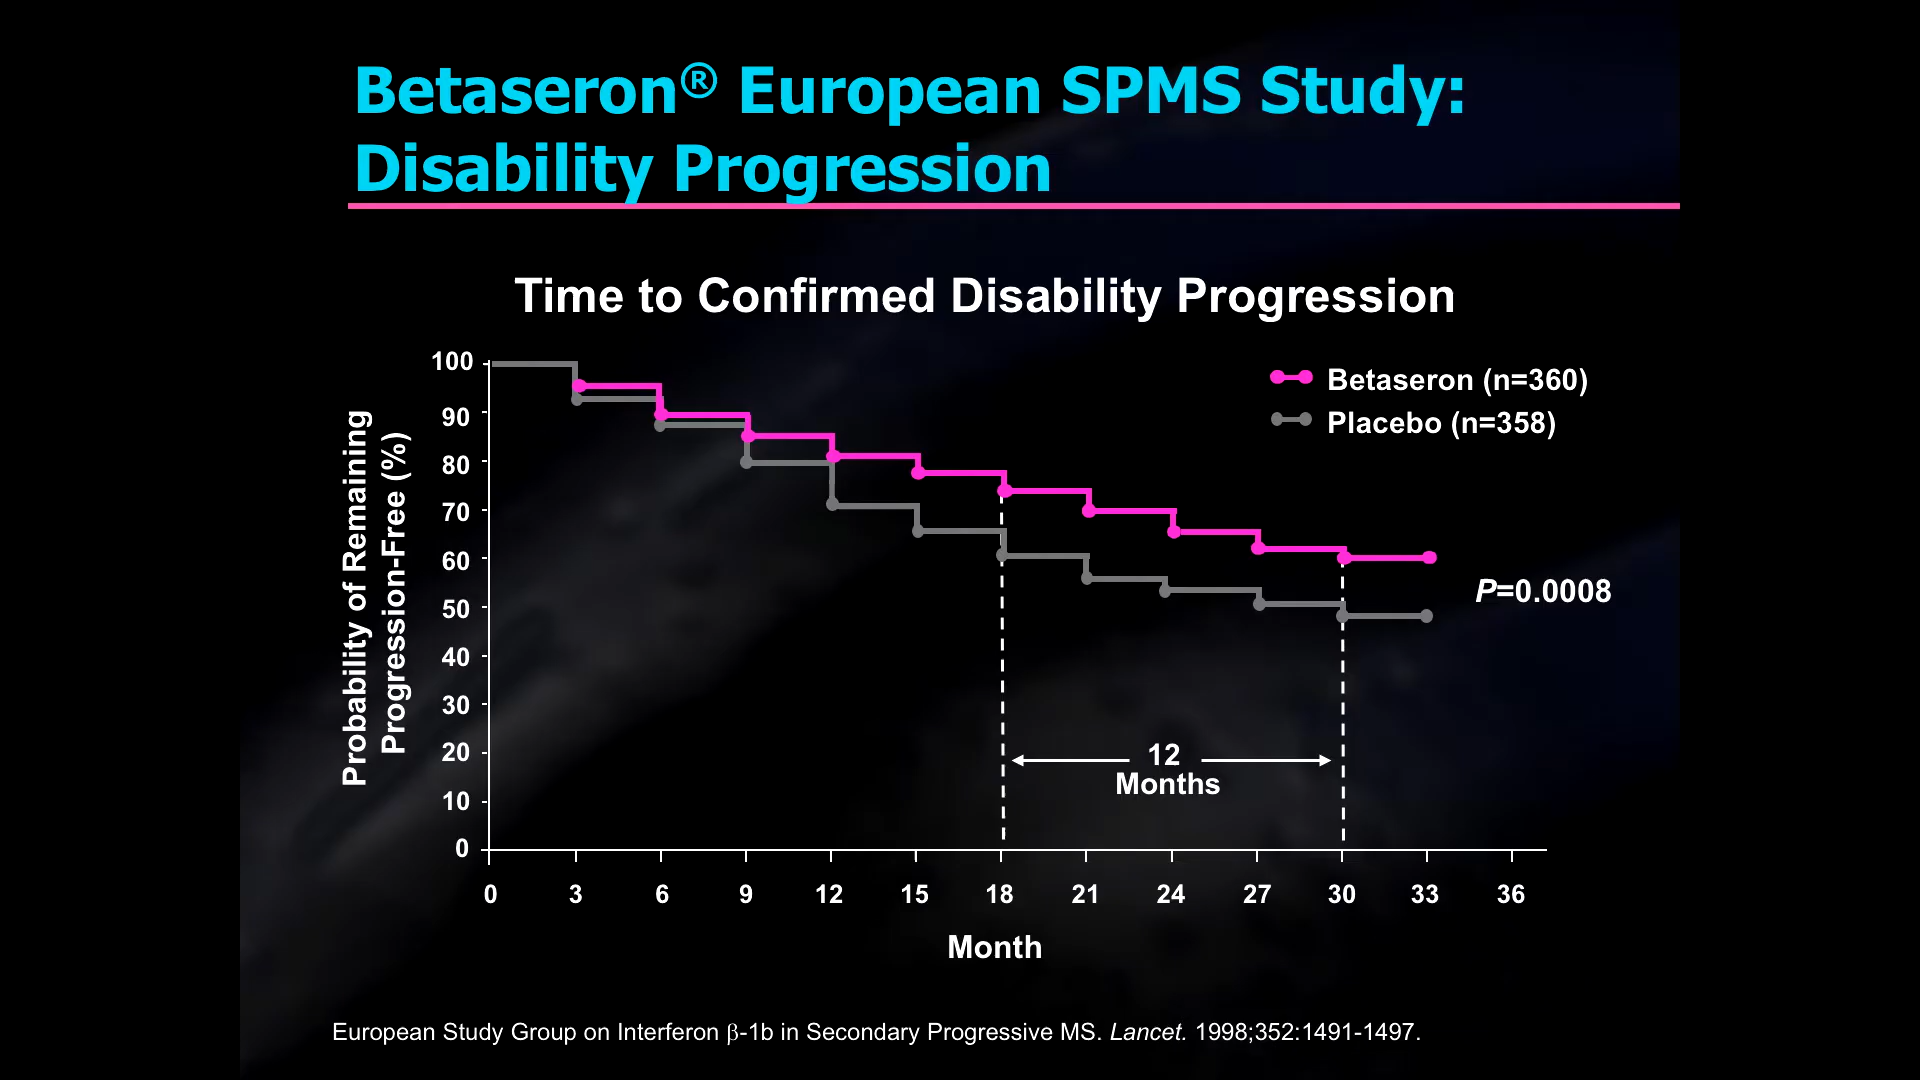 Betaseron® European SPMS Study:
Disability Progression
Time to Confirmed Disability Progression
Probability of Remaining
Progression-Free (%)
100
90
80
70
60
50
40
30
20
10
0
Betaseron (n=360)
Placebo (n=358)
P=0.0008
12
Months
0 3 6 9 12 15 18 21 24 27 30 33 36
Month
European Study Group on Interferon β-1b in Secondary Progressive MS. Lancet. 1998;352:1491-1497.